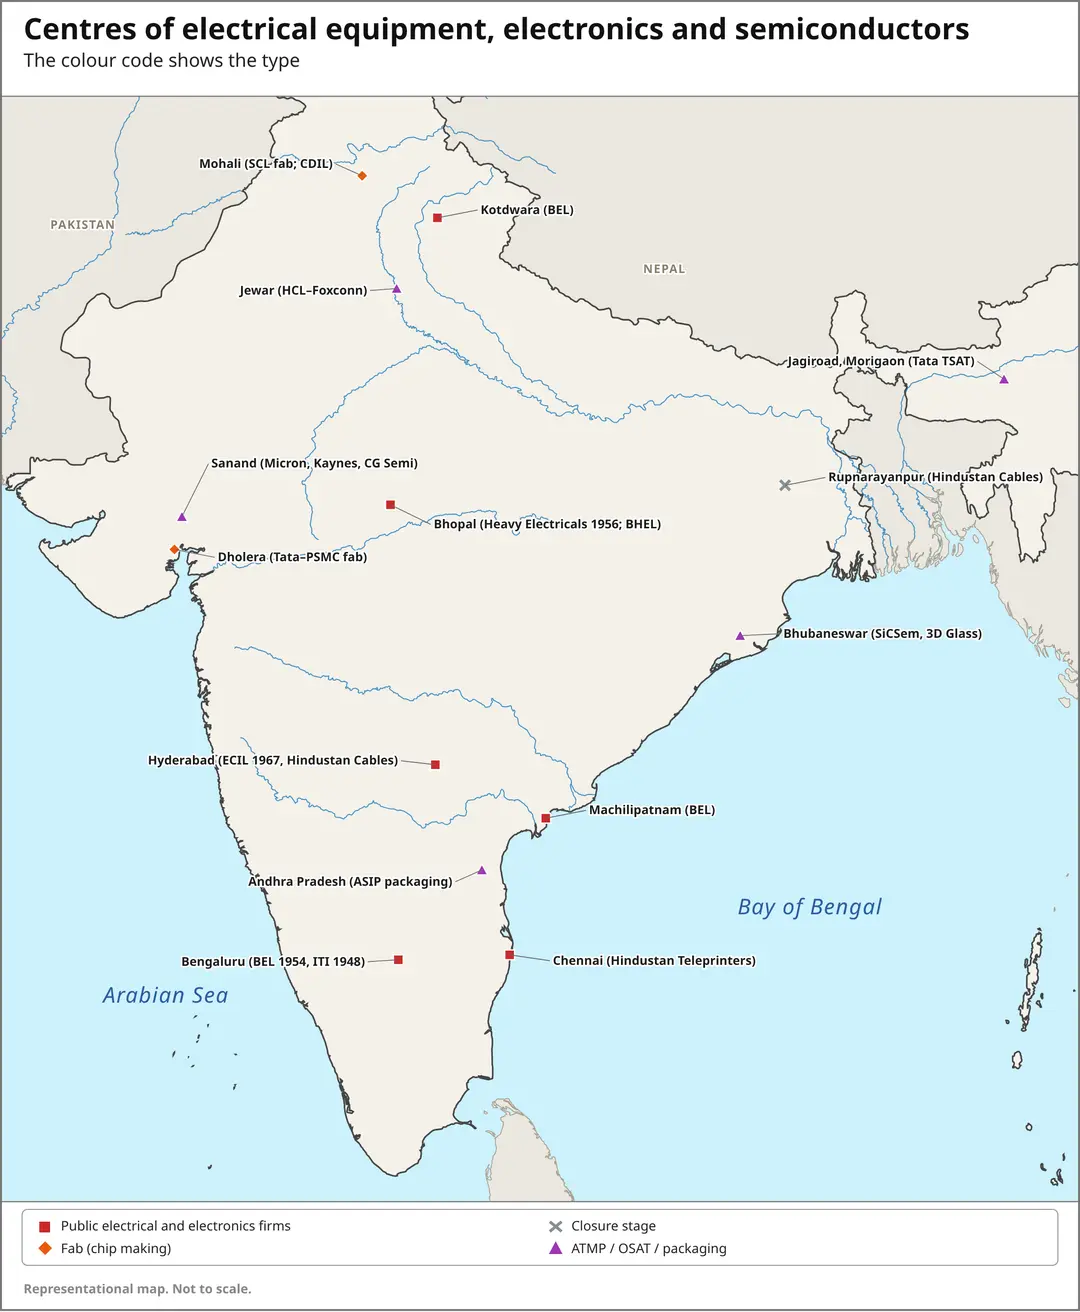 Centres of electrical equipment, electronics and semiconductors
The colour code shows the type
Mohali (SCL fab; CDIL)
Kotdwara (BEL)
PAKISTAN
NEPAL
Jewar (HCL–Foxconn)
Jagiroad, Morigaon (Tata TSAT)
Sanand (Micron, Kaynes, CG Semi)
Rupnarayanpur (Hindustan Cables)
Bhopal (Heavy Electricals 1956; BHEL)
Dholera (Tata–PSMC fab)
Bhubaneswar (SiCSem, 3D Glass)
Hyderabad (ECIL 1967, Hindustan Cables)
Machilipatnam (BEL)
Andhra Pradesh (ASIP packaging)
Bay of Bengal
Bengaluru (BEL 1954, ITI 1948)
Chennai (Hindustan Teleprinters)
Arabian Sea
Public electrical and electronics firms
Closure stage
Fab (chip making)
ATMP / OSAT / packaging
Representational map. Not to scale.